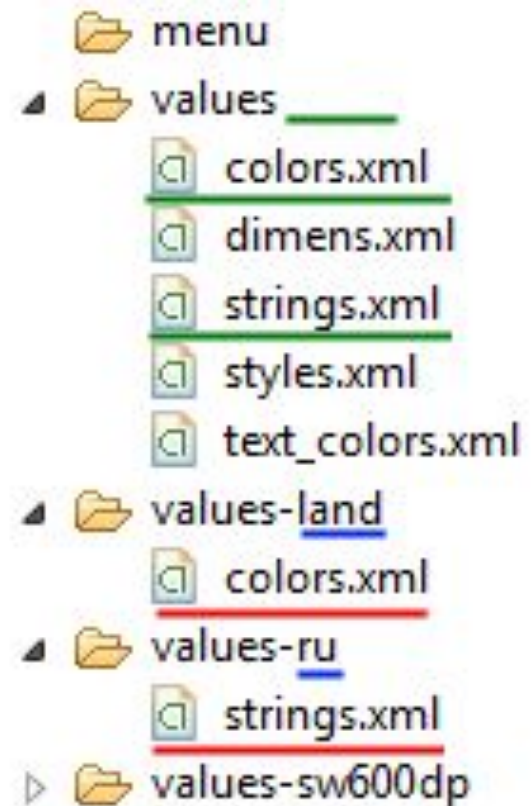 menu
values
colors.xml
dimens.xml
strings.xml
styles.xml
text_colors.xml
values-land
colors.xml
values-ru
strings.xml
values-sw600dp